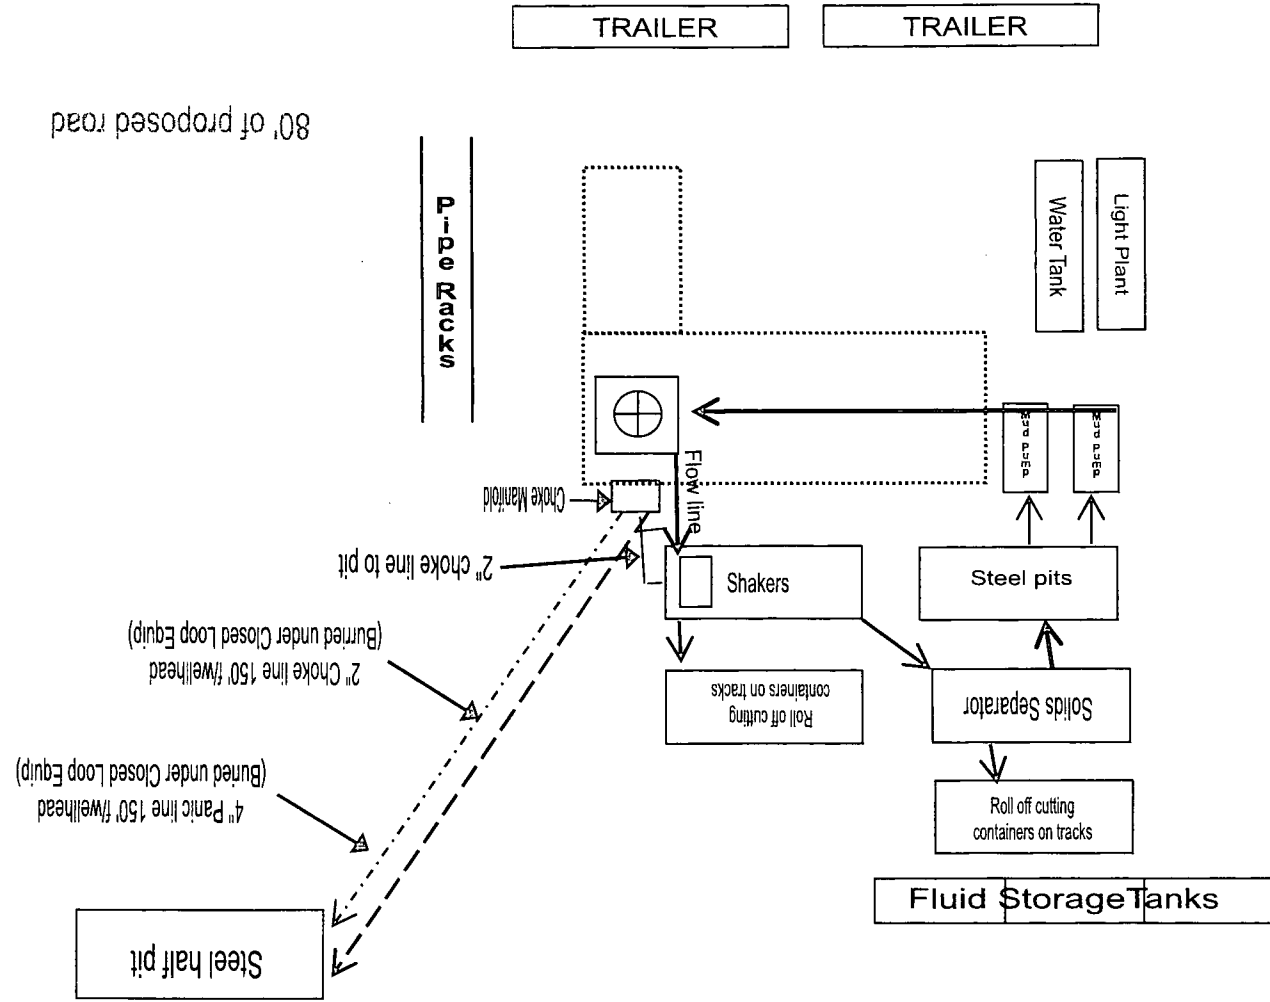 TRAILER
TRAILER
80' of proposed road
Pipe Racks
Water Tank
Light Plant
Mud Pump
Mud Pump
Flow line
Choke Manifold
2" choke line to pit
Shakers
Steel pits
2" Choke line 150' f/wellhead
(Burried under Closed Loop Equip)
Roll off cutting
containers on tracks
Solids Separator
4" Panic line 150' f/wellhead
(Buried under Closed Loop Equip)
Roll off cutting
containers on tracks
Fluid StorageTanks
Steel half pit